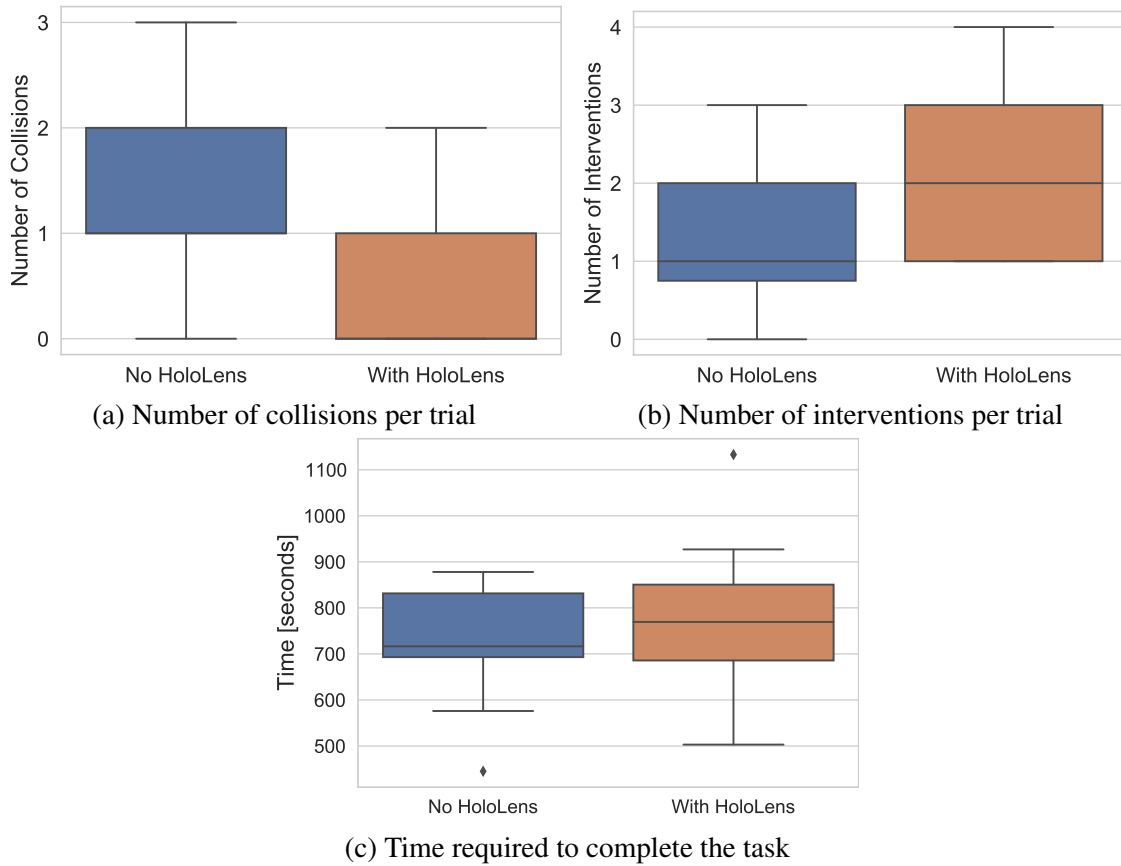 Number of Collisions
3
2
1
0
No HoloLens With HoloLens
(a) Number of collisions per trial
Number of Interventions
4
3
2
1
0
No HoloLens With HoloLens
(b) Number of interventions per trial
Time [seconds]
1100
1000
900
800
700
600
500
No HoloLens With HoloLens
(c) Time required to complete the task